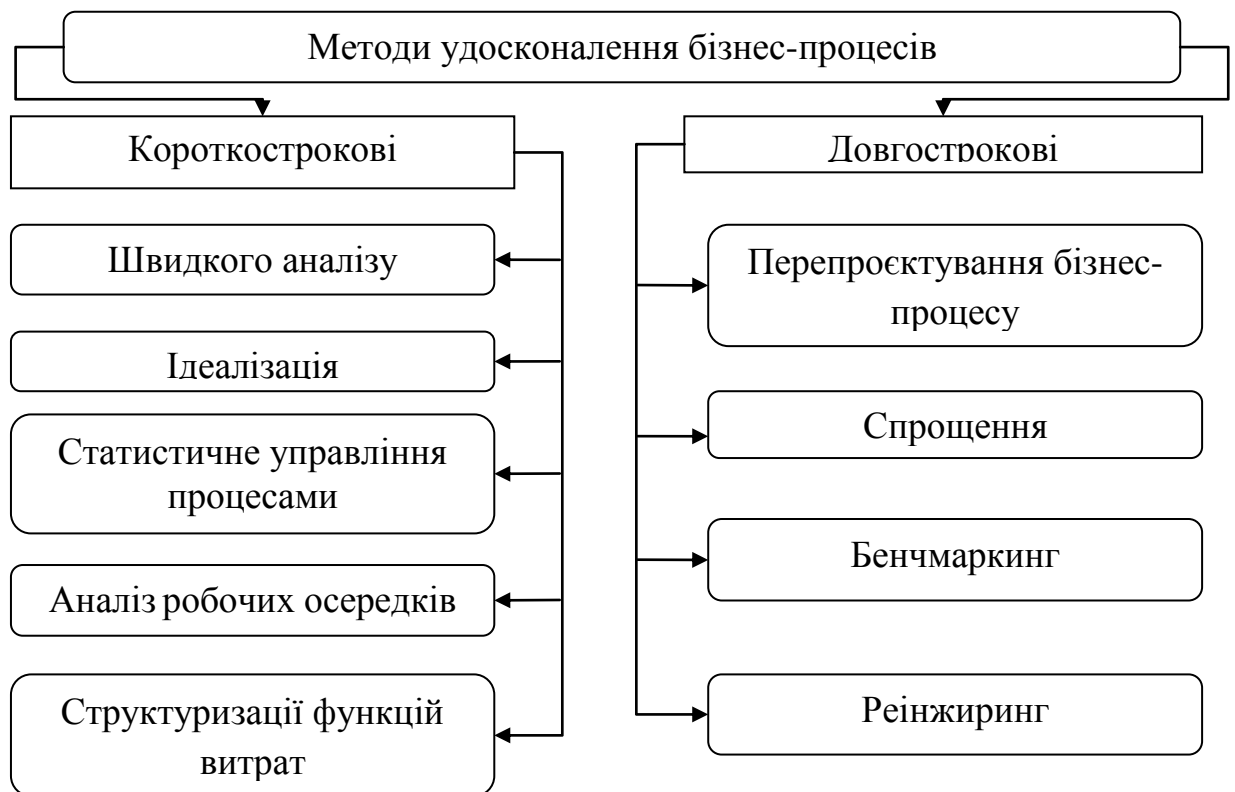 Методи удосконалення бізнес-процесів
Короткострокові
Швидкого аналізу
Ідеалізація
Статистичне управління
процесами
Аналіз робочих осередків
Структуризації функцій
витрат
Довгострокові
Перепроєктування бізнес-
процесу
Спрощення
Бенчмаркинг
Реінжиринг